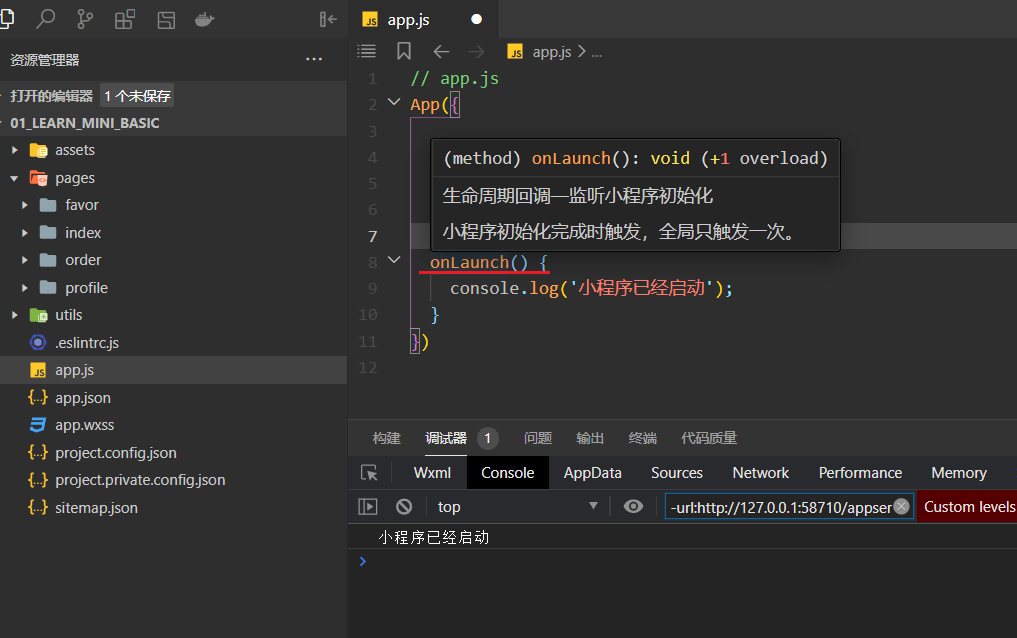 app.js
资源管理器
app.js
...
打开的编辑器 1 个未保存
01_LEARN_MINI_BASIC
assets
pages
favor
index
order
profile
utils
.eslintrc.js
app.js
app.json
app.wxss
project.config.json
project.private.config.json
sitemap.json
1 // app.js
2 App({
3
4
5
6
7
8 onLaunch() {
9 console.log('小程序已经启动');
10 }
11 })
12
(method) onLaunch(): void (+1 overload)
生命周期回调—监听小程序初始化
小程序初始化完成时触发，全局只触发一次。
构建 调试器 1 问题 输出 终端 代码质量
Wxml Console AppData Sources Network Performance Memory
top -url:http://127.0.0.1:58710/appser Custom levels
小程序已经启动